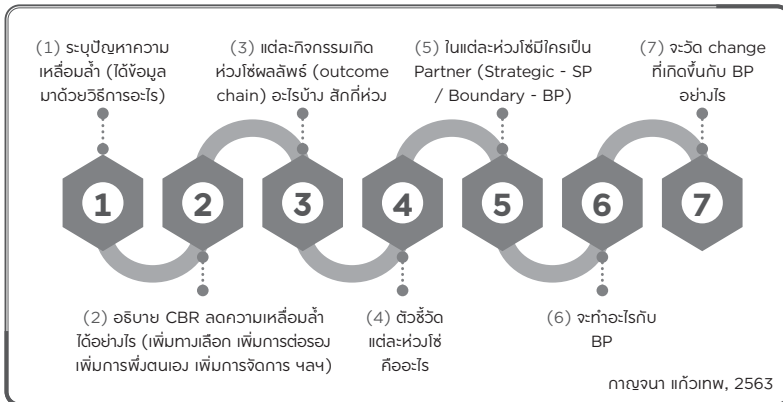 (1) ระบุปัญหาความ
เหลื่อมล้ำ (ได้ข้อมูล
มาด้วยวิธีการอะไร)
(3) แต่ละกิจกรรมเกิด
ห่วงโซ่ผลลัพธ์ (outcome
chain) อะไรบ้าง สักกี่ห่วง
(5) ในแต่ละห่วงโซ่มีใครเป็น
Partner (Strategic - SP
/ Boundary - BP)
(7) จะวัด change
ที่เกิดขึ้นกับ BP
อย่างไร
1 2 3 4 5 6 7
(2) อธิบาย CBR ลดความเหลื่อมล้ำ
ได้อย่างไร (เพิ่มทางเลือก เพิ่มการต่อรอง
เพิ่มการพึ่งตนเอง เพิ่มการจัดการ ฯลฯ)
(4) ตัวชี้วัด
แต่ละห่วงโซ่
คืออะไร
(6) จะทำอะไรกับ
BP
กาญจนา แก้วเทพ, 2563